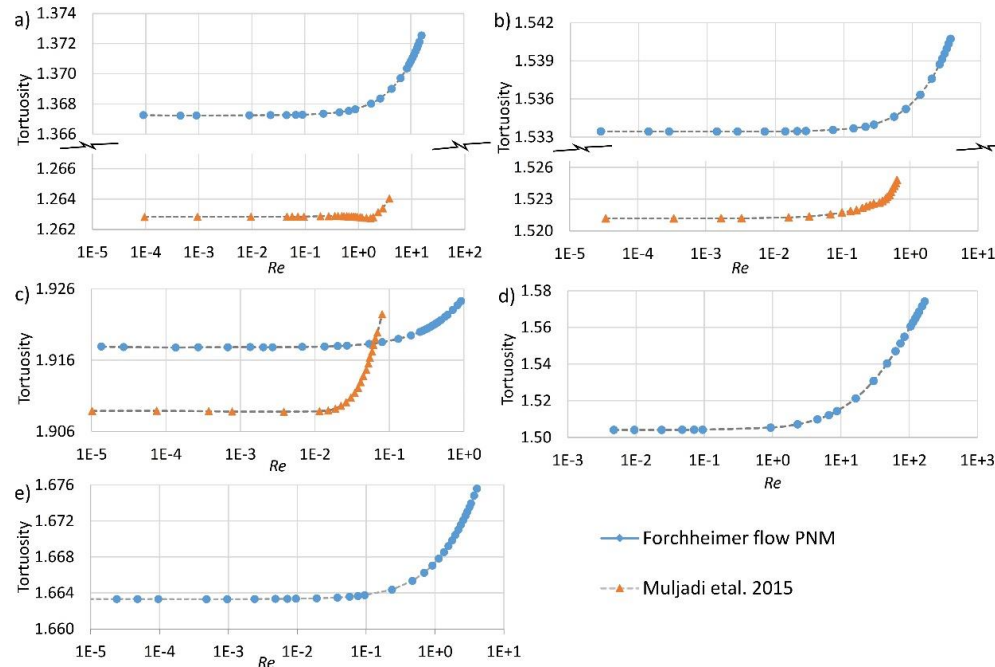 a)
1.374
1.372
1.370
1.368
1.366
1.266
1.264
1.262
Tortuosity
1E-5 1E-4 1E-3 1E-2 1E-1 1E+0 1E+1 1E+2
Re
b)
1.542
1.539
1.536
1.533
1.526
1.523
1.520
Tortuosity
1E-5 1E-4 1E-3 1E-2 1E-1 1E+0 1E+1
Re
c)
1.926
1.916
1.906
Tortuosity
1E-5 1E-4 1E-3 1E-2 1E-1 1E+0
Re
d)
1.58
1.56
1.54
1.52
1.50
Tortuosity
1E-3 1E-2 1E-1 1E+0 1E+1 1E+2 1E+3
Re
e)
1.676
1.672
1.668
1.664
1.660
Tortuosity
1E-5 1E-4 1E-3 1E-2 1E-1 1E+0 1E+1
Re
Forchheimer flow PNM
Muljadi etal. 2015